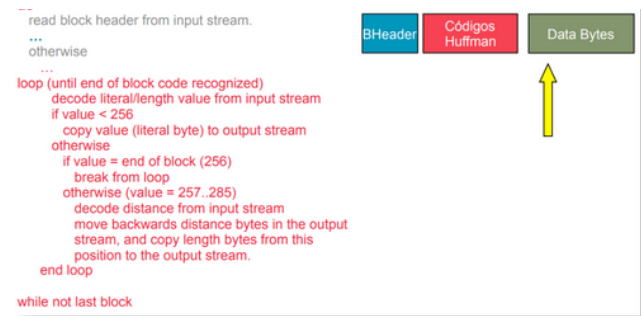 read block header from input stream.
...
otherwise
...
loop (until end of block code recognized)
decode literal/length value from input stream
if value < 256
copy value (literal byte) to output stream
otherwise
if value = end of block (256)
break from loop
otherwise (value = 257..285)
decode distance from input stream
move backwards distance bytes in the output
stream, and copy length bytes from this
position to the output stream.
end loop
while not last block
BHeader
Códigos
Huffman
Data Bytes